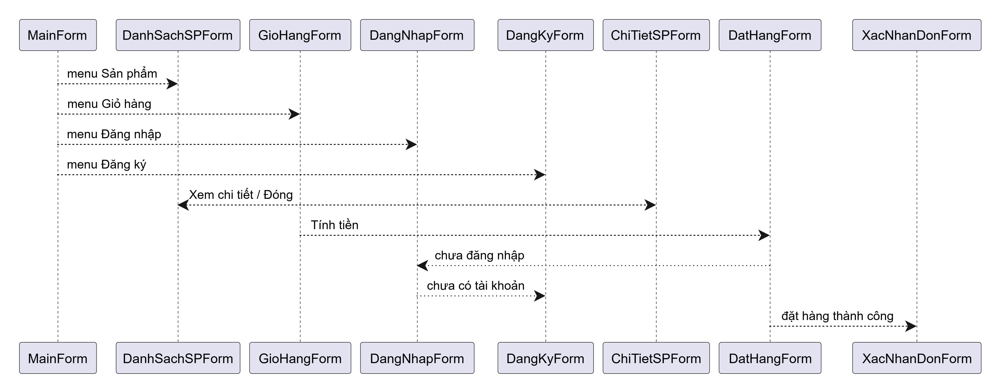 MainForm
DanhSachSPForm
GioHangForm
DangNhapForm
DangKyForm
ChiTietSPForm
DatHangForm
XacNhanDonForm
menu Sản phẩm
menu Giỏ hàng
menu Đăng nhập
menu Đăng ký
Xem chi tiết / Đóng
Tính tiền
chưa đăng nhập
chưa có tài khoản
đặt hàng thành công
MainForm
DanhSachSPForm
GioHangForm
DangNhapForm
DangKyForm
ChiTietSPForm
DatHangForm
XacNhanDonForm